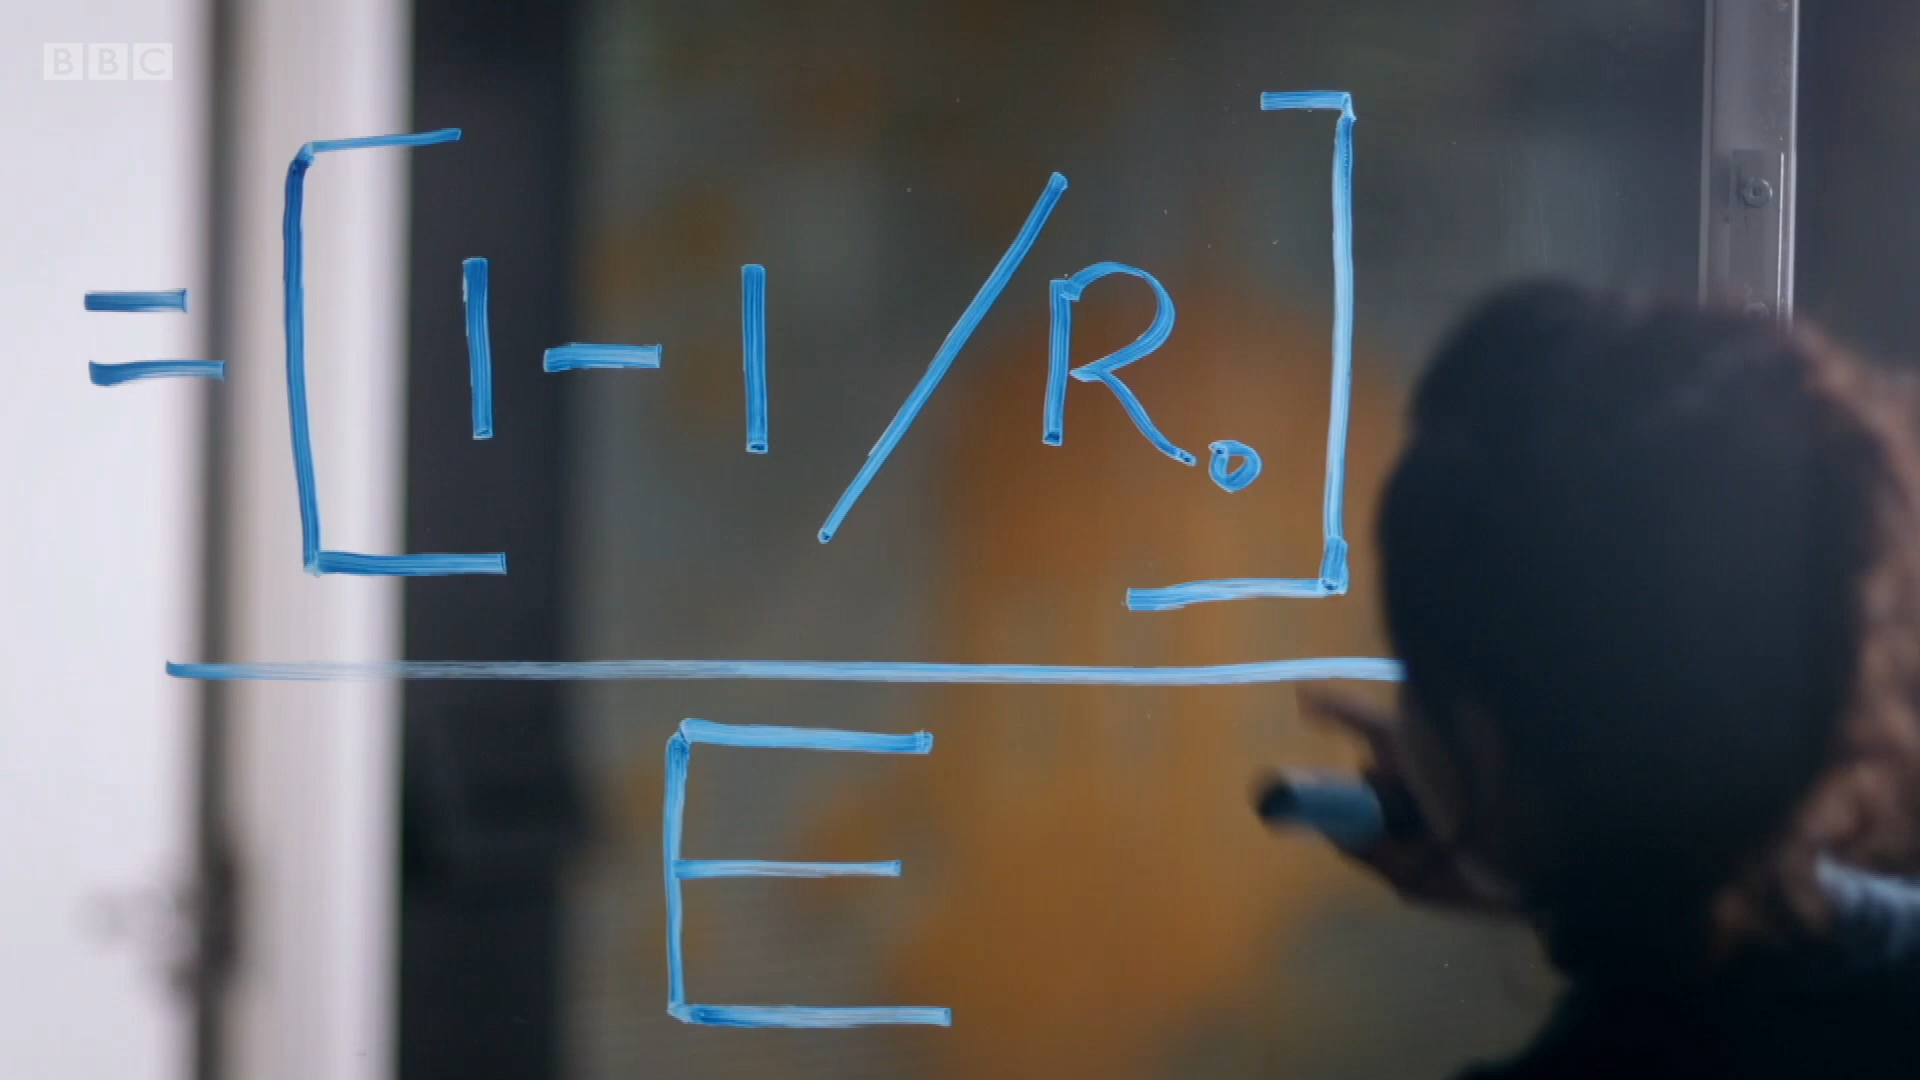 BBC
= [1 - 1/R₀]
E